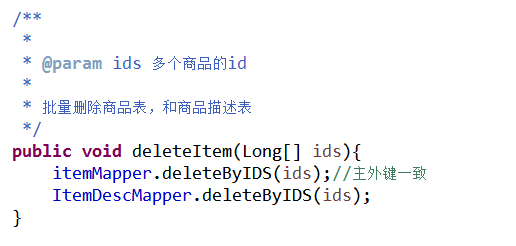 /**
*
* @param ids 多个商品的id
*
* 批量删除商品表，和商品描述表
*/
public void deleteItem(Long[] ids){
itemMapper.deleteByIDS(ids);//主外键一致
ItemDescMapper.deleteByIDS(ids);
}